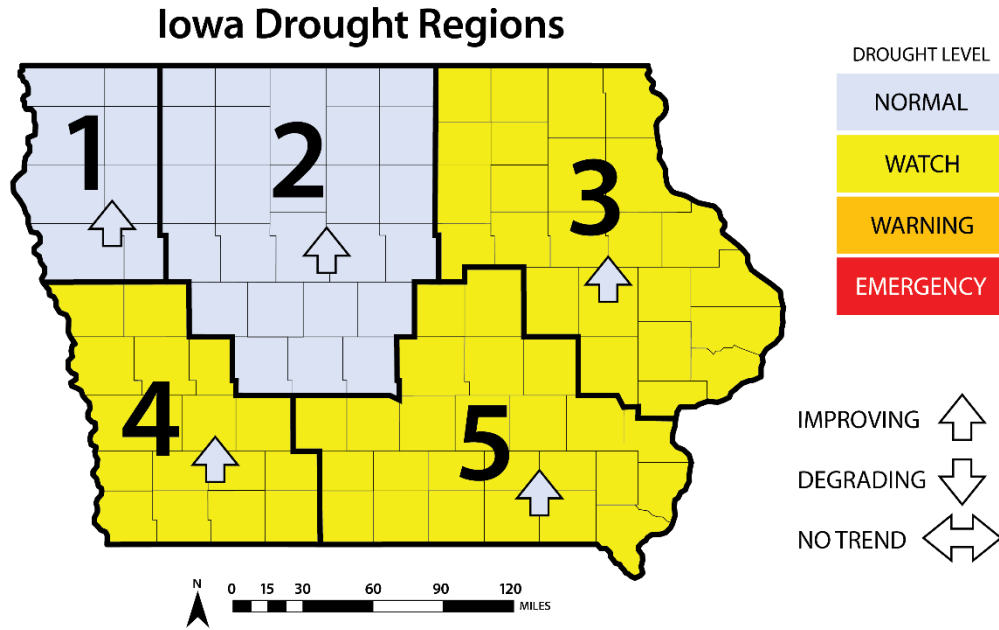 Iowa Drought Regions
DROUGHT LEVEL
NORMAL
WATCH
WARNING
EMERGENCY
1
2
3
4
5
IMPROVING
DEGRADING
NO TREND
N
0 15 30 60 90 120
MILES